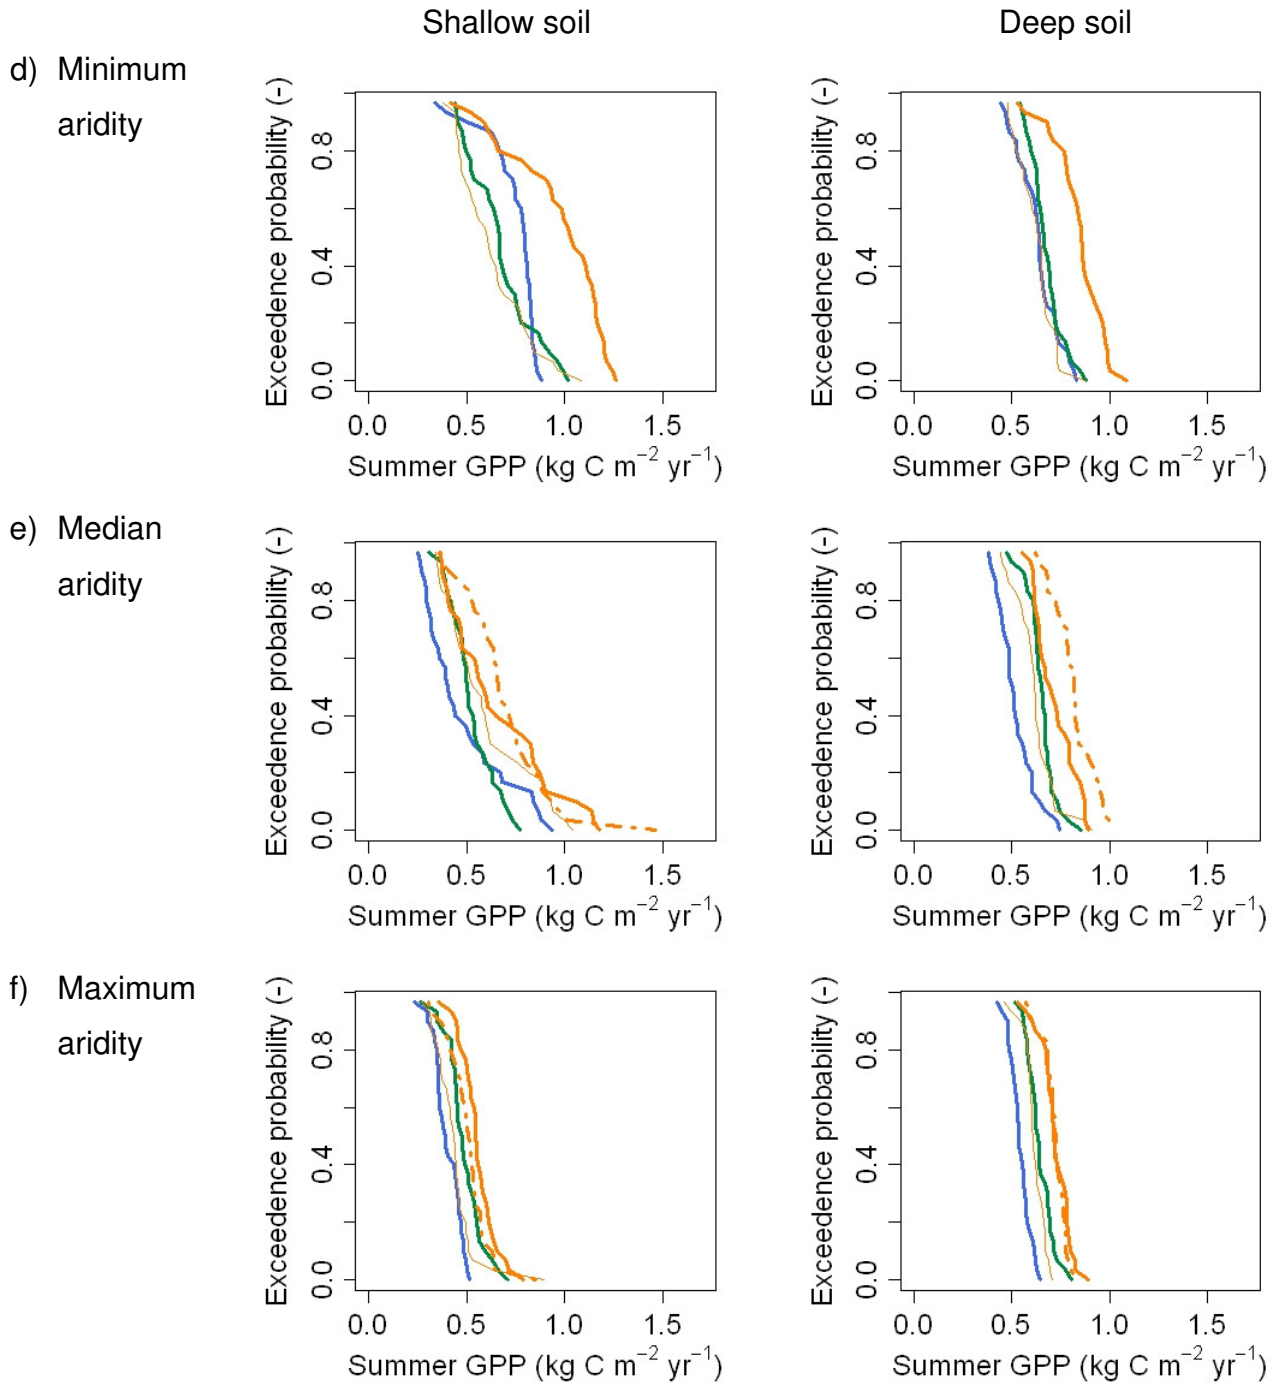 Shallow soil
Deep soil
d) Minimum
aridity
Exceedence probability (-)
0.8
0.4
0.0
0.0 0.5 1.0 1.5
Summer GPP (kg C m⁻² yr⁻¹)
Exceedence probability (-)
0.8
0.4
0.0
0.0 0.5 1.0 1.5
Summer GPP (kg C m⁻² yr⁻¹)
e) Median
aridity
Exceedence probability (-)
0.8
0.4
0.0
0.0 0.5 1.0 1.5
Summer GPP (kg C m⁻² yr⁻¹)
Exceedence probability (-)
0.8
0.4
0.0
0.0 0.5 1.0 1.5
Summer GPP (kg C m⁻² yr⁻¹)
f) Maximum
aridity
Exceedence probability (-)
0.8
0.4
0.0
0.0 0.5 1.0 1.5
Summer GPP (kg C m⁻² yr⁻¹)
Exceedence probability (-)
0.8
0.4
0.0
0.0 0.5 1.0 1.5
Summer GPP (kg C m⁻² yr⁻¹)